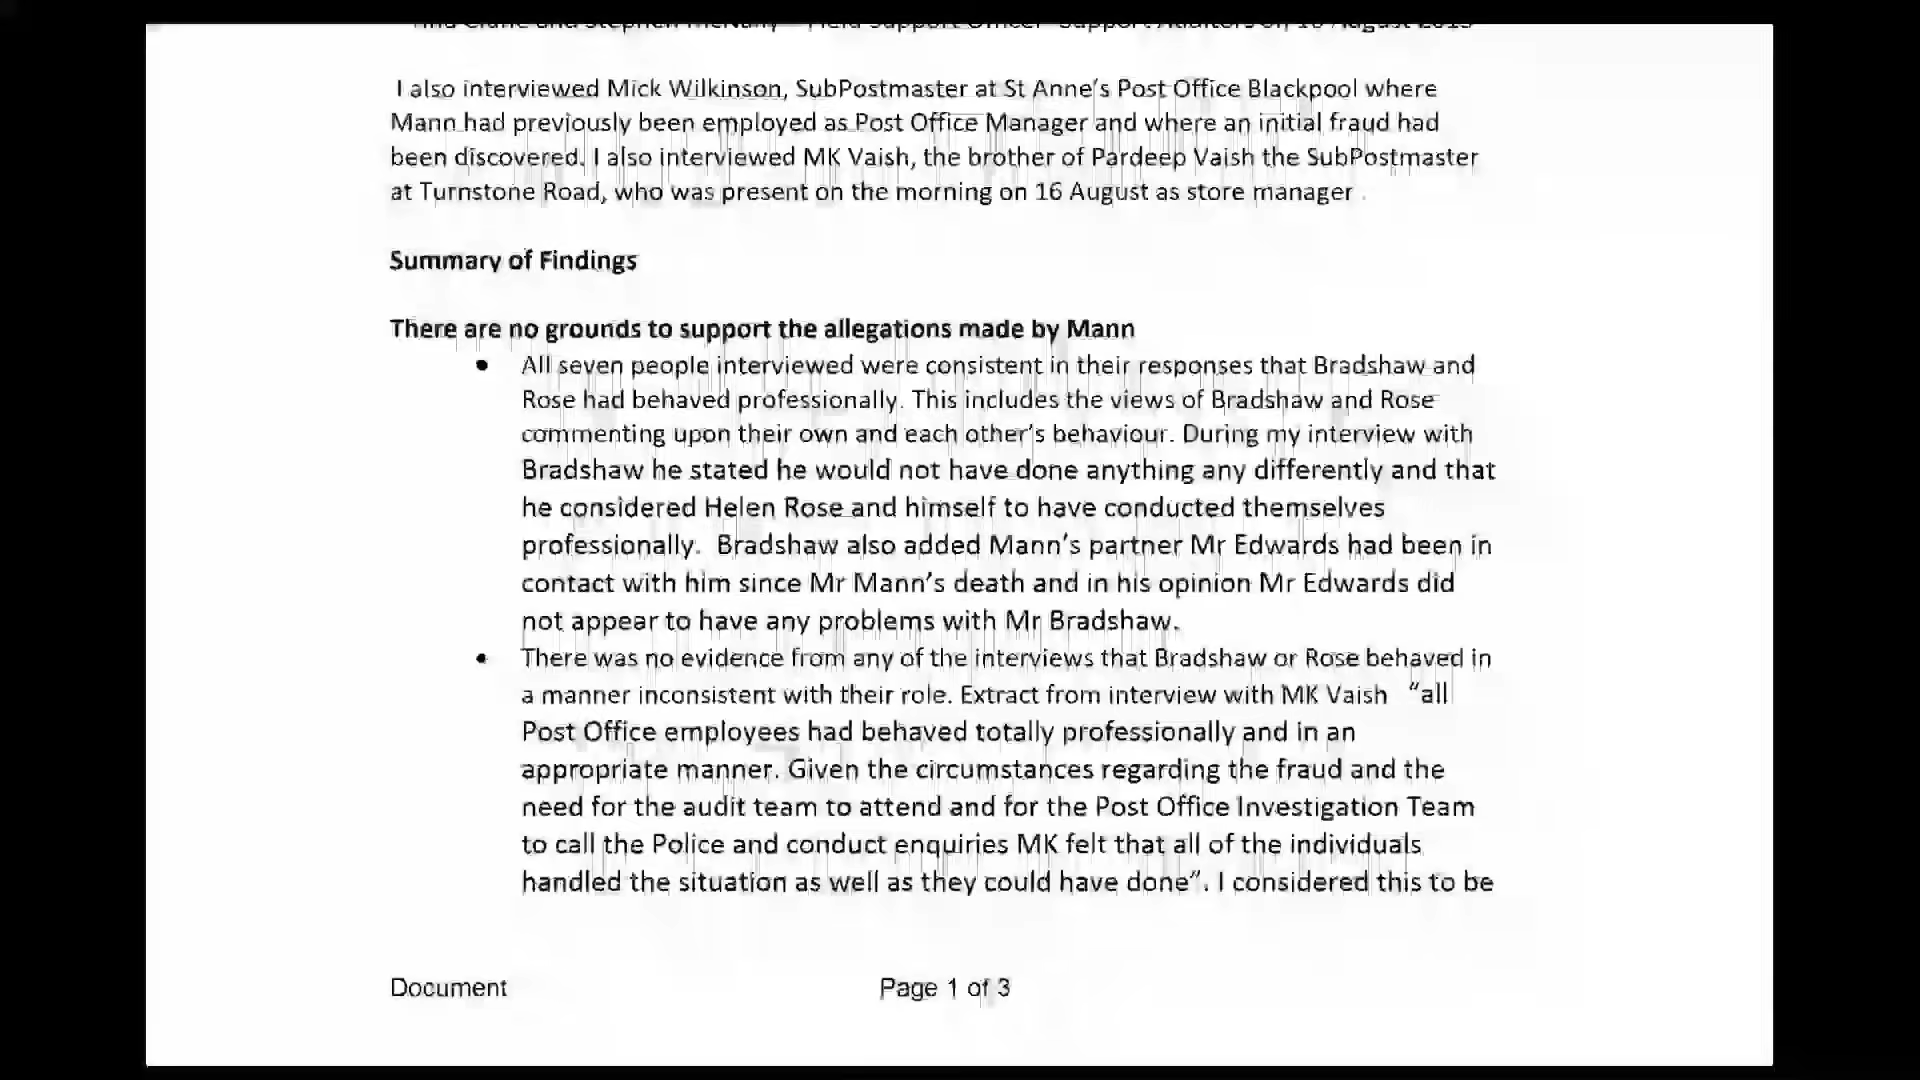 I also interviewed Mick Wilkinson, SubPostmaster at St Anne's Post Office Blackpool where
Mann had previously been employed as Post Office Manager and where an initial fraud had
been discovered. I also interviewed MK Vaish, the brother of Pardeep Vaish the SubPostmaster
at Turnstone Road, who was present on the morning on 16 August as store manager .
Summary of Findings
There are no grounds to support the allegations made by Mann
• All seven people interviewed were consistent in their responses that Bradshaw and
Rose had behaved professionally. This includes the views of Bradshaw and Rose
commenting upon their own and each other's behaviour. During my interview with
Bradshaw he stated he would not have done anything any differently and that
he considered Helen Rose and himself to have conducted themselves
professionally. Bradshaw also added Mann's partner Mr Edwards had been in
contact with him since Mr Mann's death and in his opinion Mr Edwards did
not appear to have any problems with Mr Bradshaw.
• There was no evidence from any of the interviews that Bradshaw or Rose behaved in
a manner inconsistent with their role. Extract from interview with MK Vaish "all
Post Office employees had behaved totally professionally and in an
appropriate manner. Given the circumstances regarding the fraud and the
need for the audit team to attend and for the Post Office Investigation Team
to call the Police and conduct enquiries MK felt that all of the individuals
handled the situation as well as they could have done". I considered this to be
Document Page 1 of 3